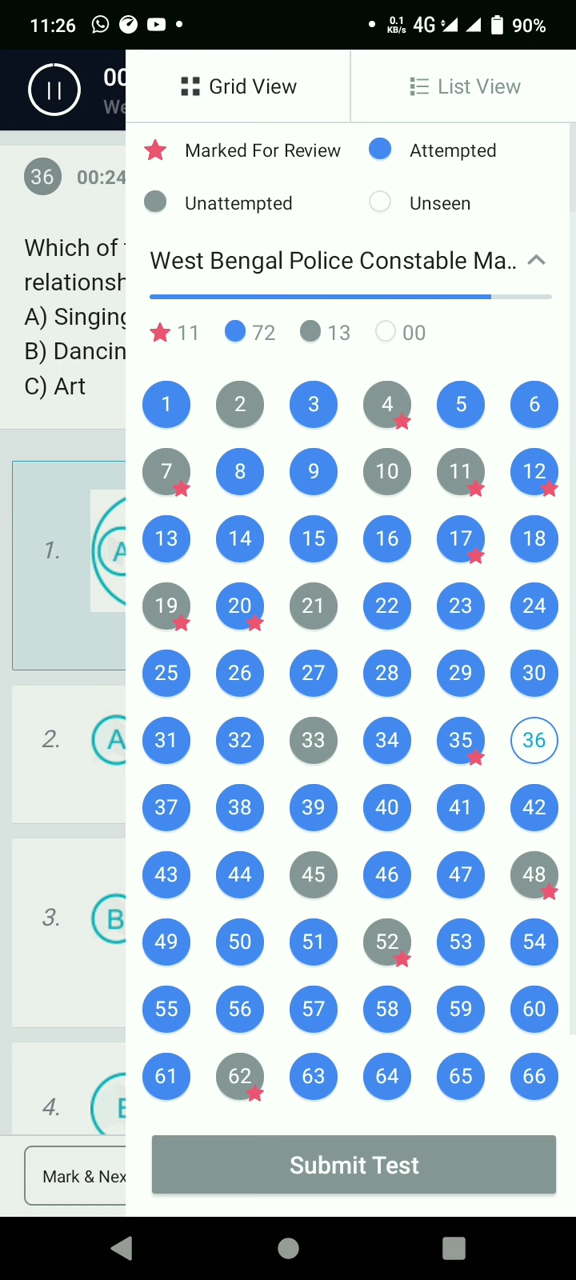 11:26
0.1 KB/s 4G 90%
00
We
Grid View
List View
Marked For Review
Attempted
Unattempted
Unseen
36 00:24
Which of
relationsh
A) Singing
B) Dancin
C) Art
West Bengal Police Constable Ma..
11 72 13 00
1 2 3 4 5 6
7 8 9 10 11 12
13 14 15 16 17 18
19 20 21 22 23 24
25 26 27 28 29 30
31 32 33 34 35 36
37 38 39 40 41 42
43 44 45 46 47 48
49 50 51 52 53 54
55 56 57 58 59 60
61 62 63 64 65 66
1. A
2. A
3. B
4.
Mark & Nex
Submit Test